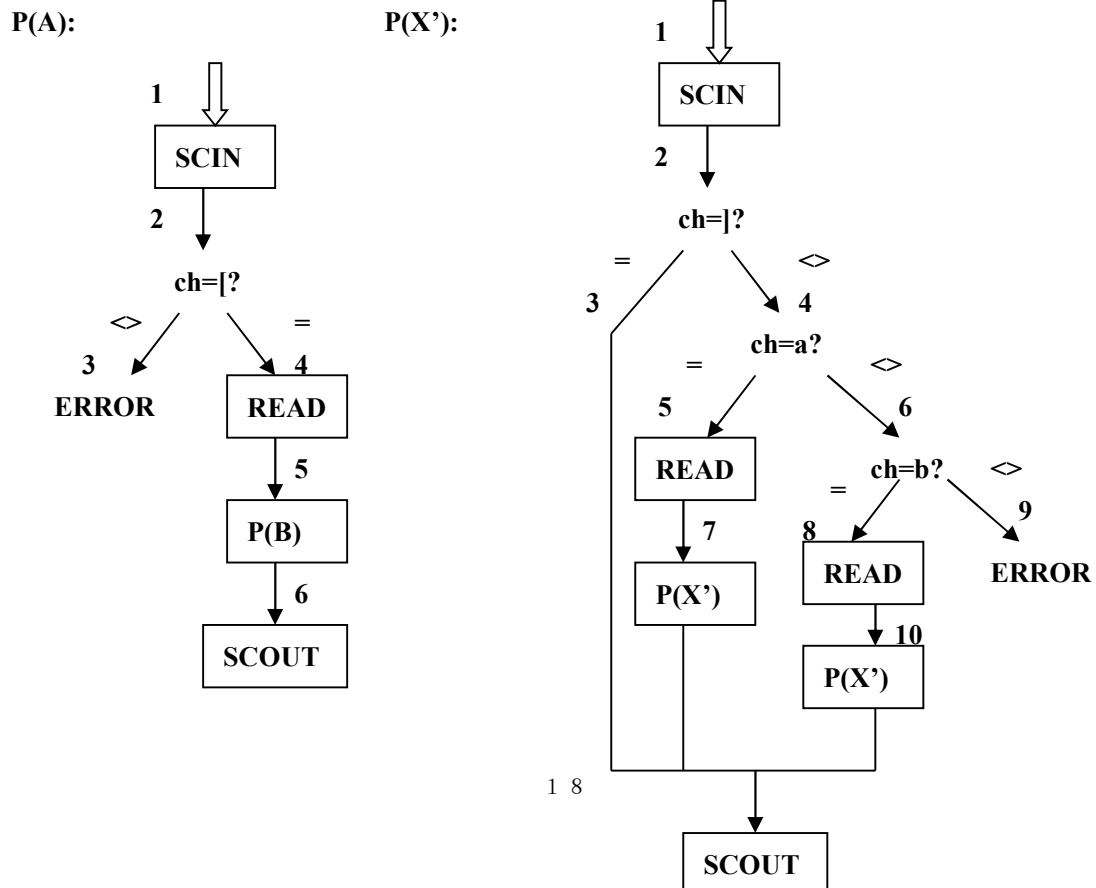 P(A):
1
SCIN
2
ch=[?
<>
=
3
4
ERROR
READ
5
P(B)
6
SCOUT
P(X’):
1
SCIN
2
ch=]?
=
<>
3
4
ch=a?
=
<>
5
6
READ
ch=b?
=
<>
7
8
9
P(X’)
READ
ERROR
10
P(X’)
SCOUT
1 8